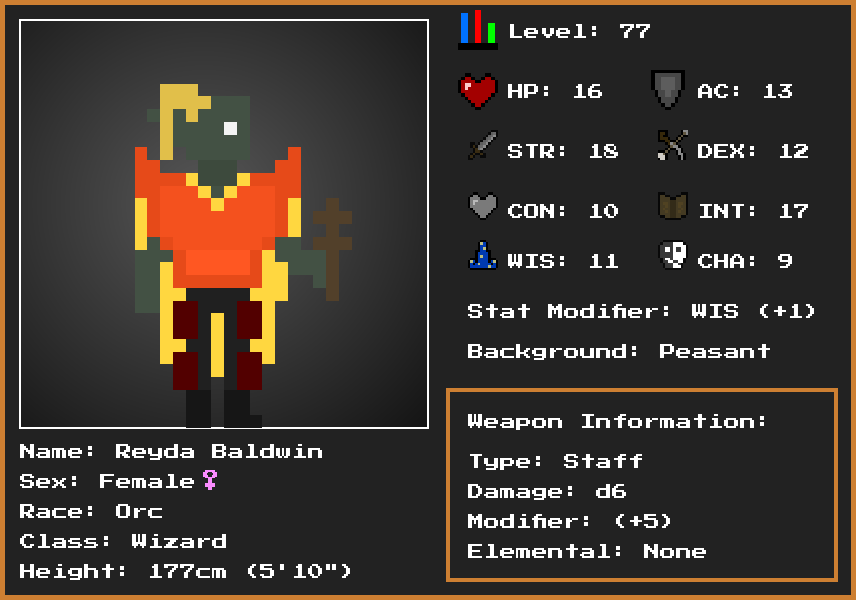 Level: 77
HP: 16 AC: 13
STR: 18 DEX: 12
CON: 10 INT: 17
WIS: 11 CHA: 9
Stat Modifier: WIS (+1)
Background: Peasant
Weapon Information:
Type: Staff
Damage: d6
Modifier: (+5)
Elemental: None
Name: Reyda Baldwin
Sex: Female♀
Race: Orc
Class: Wizard
Height: 177cm (5'10")